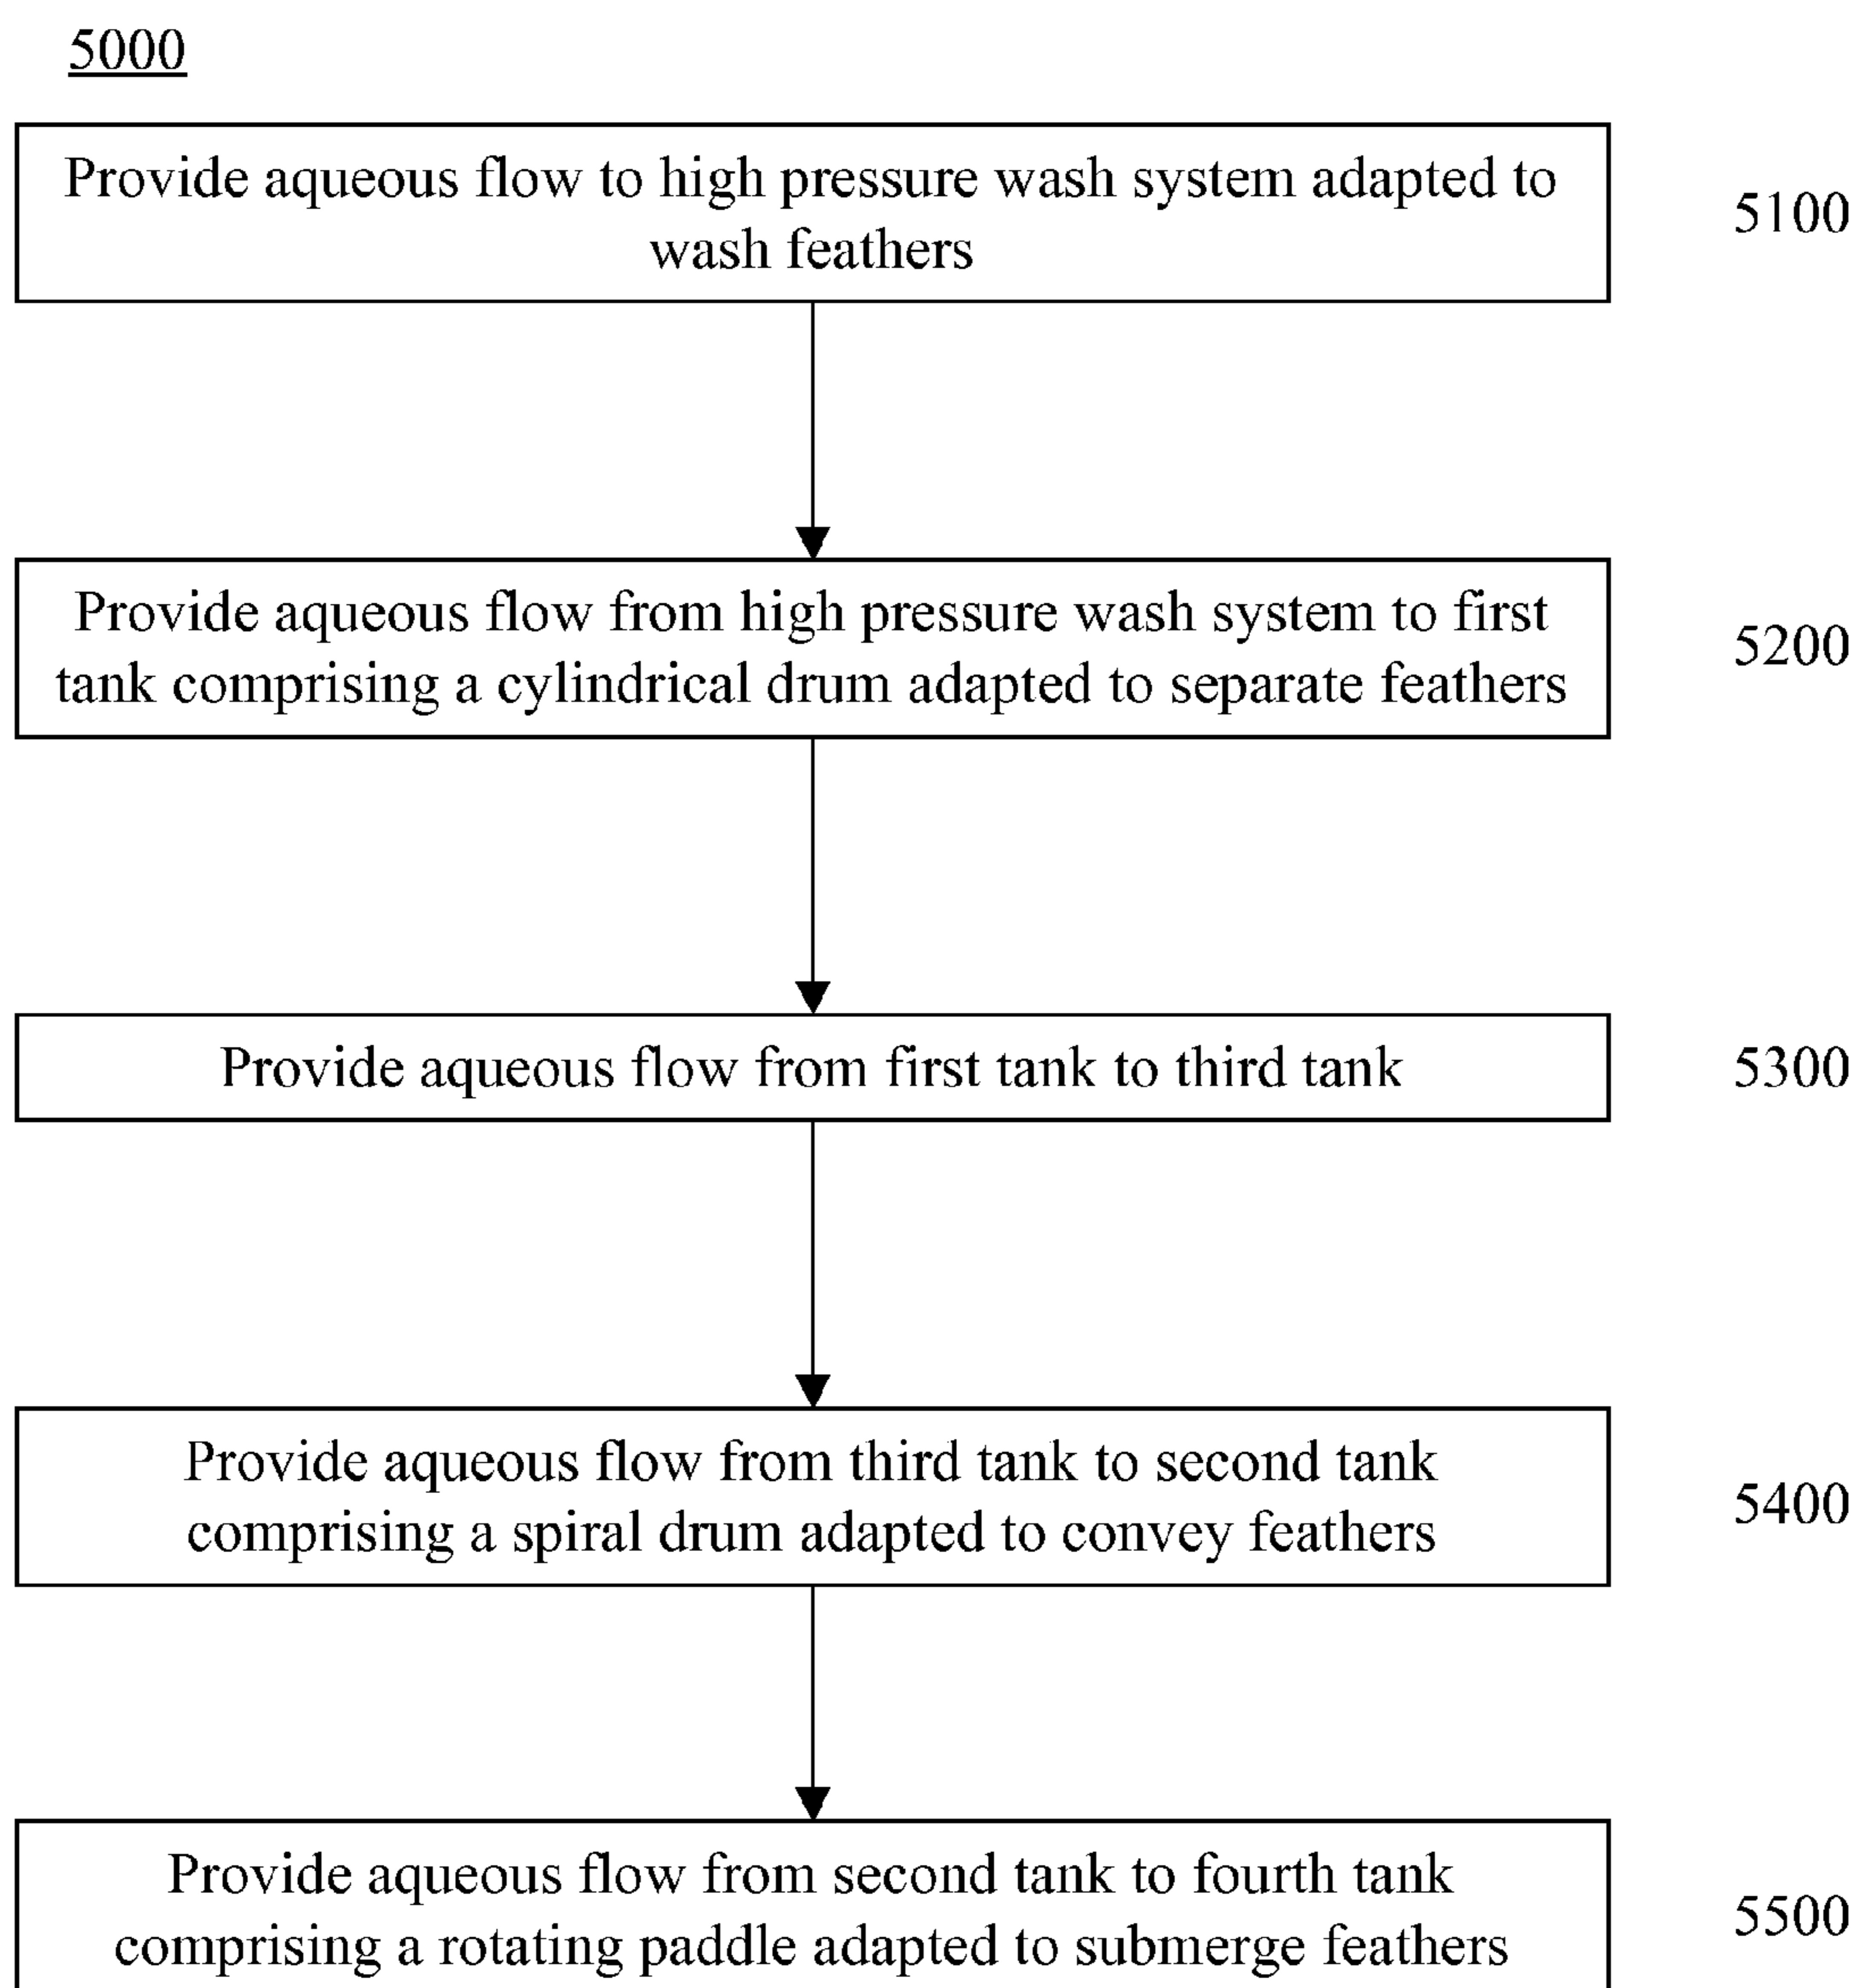 5000
Provide aqueous flow to high pressure wash system adapted to
wash feathers
5100
Provide aqueous flow from high pressure wash system to first
tank comprising a cylindrical drum adapted to separate feathers
5200
Provide aqueous flow from first tank to third tank
5300
Provide aqueous flow from third tank to second tank
comprising a spiral drum adapted to convey feathers
5400
Provide aqueous flow from second tank to fourth tank
comprising a rotating paddle adapted to submerge feathers
5500